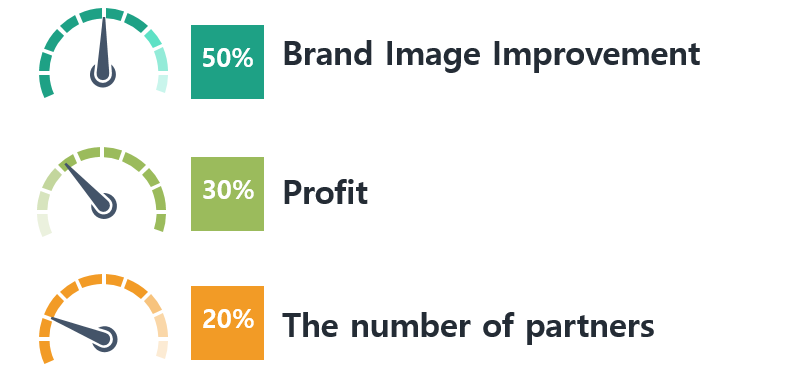 50% Brand Image Improvement
30% Profit
20% The number of partners